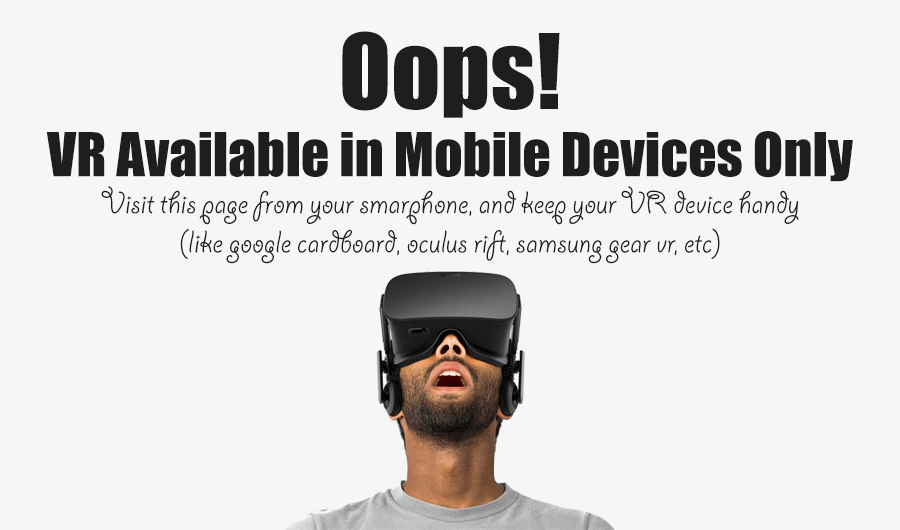 Oops!
VR Available in Mobile Devices Only
Visit this page from your smarphone, and keep your VR device handy
(like google cardboard, oculus rift, samsung gear vr, etc)